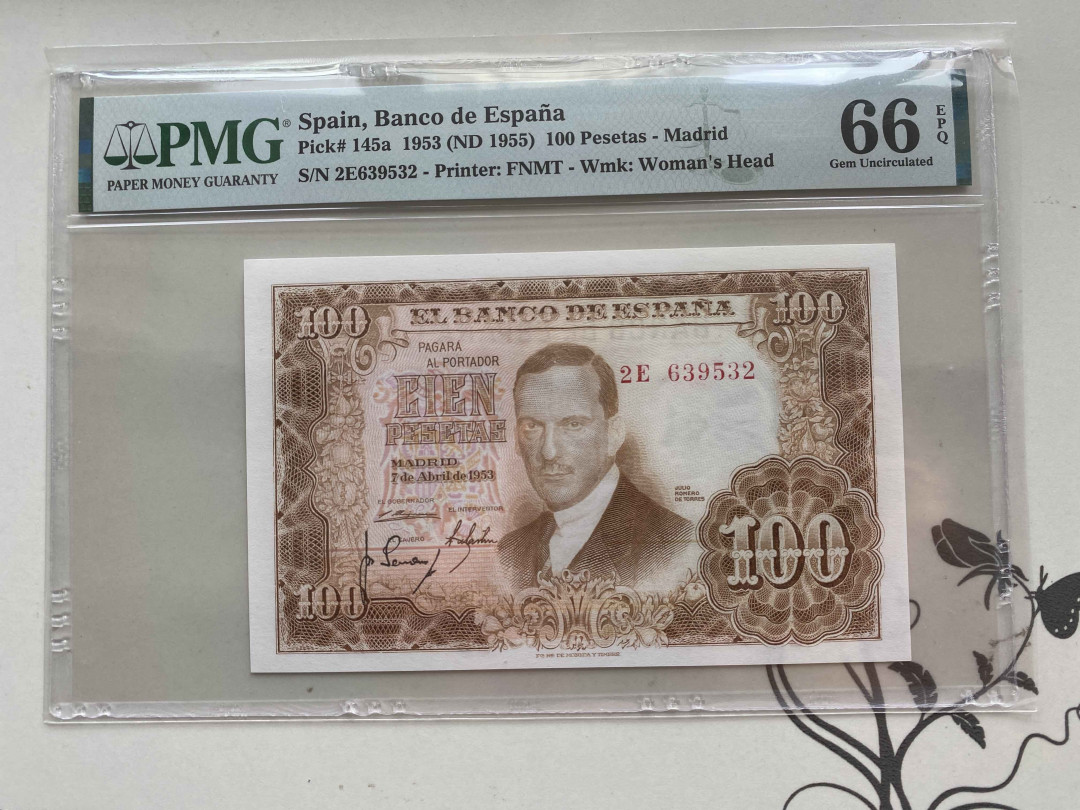 PMG®
PAPER MONEY GUARANTY
Spain, Banco de España
Pick# 145a 1953 (ND 1955) 100 Pesetas - Madrid
S/N 2E639532 - Printer: FNMT - Wmk: Woman's Head
66
EPQ
Gem Uncirculated
100
EL BANCO DE ESPAÑA
100
PAGARA
AL PORTADOR
CIEN
PESETAS
2E 639532
MADRID
7 de Abril de 1953
EL GOBERNADOR
EL INTERVENTOR
CAJERO
JULIO
ROMERO
DE TORRES
100
100